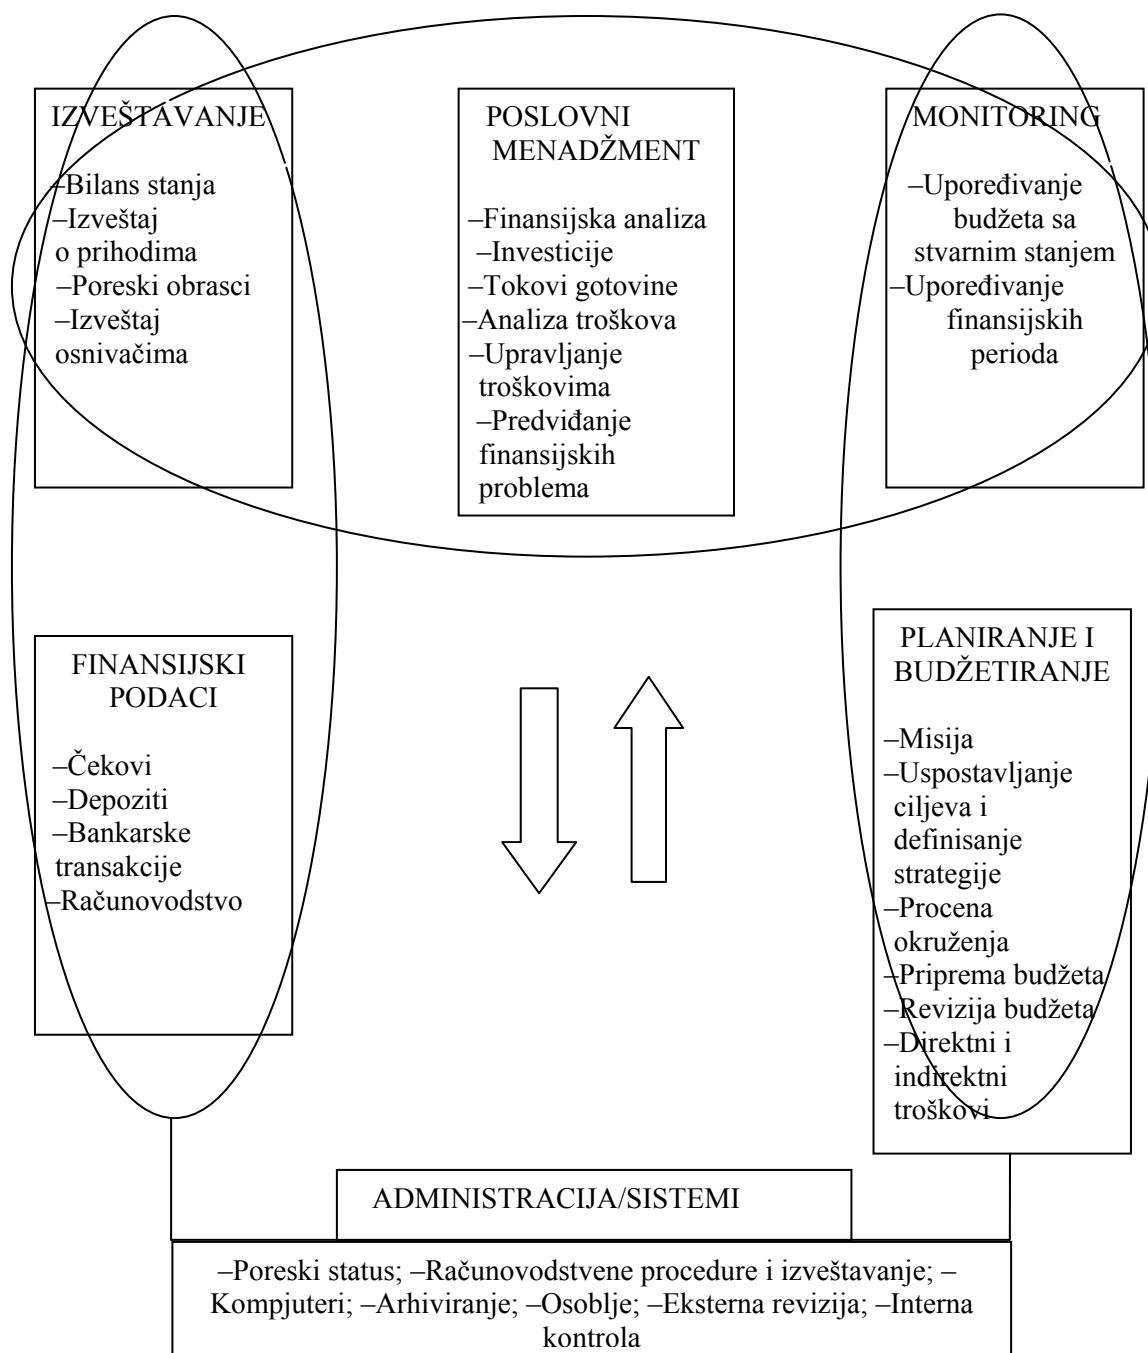 IZVEŠTAVANJE
–Bilans stanja
–Izveštaj
o prihodima
–Poreski obrasci
–Izveštaj
osnivačima
POSLOVNI
MENADŽMENT
–Finansijska analiza
–Investicije
–Tokovi gotovine
–Analiza troškova
–Upravljanje
troškovima
–Predviđanje
finansijskih
problema
MONITORING
–Upoređivanje
budžeta sa
stvarnim stanjem
–Upoređivanje
finansijskih
perioda
FINANSIJSKI
PODACI
–Čekovi
–Depoziti
–Bankarske
transakcije
–Računovodstvo
PLANIRANJE I
BUDŽETIRANJE
–Misija
–Uspostavljanje
ciljeva i
definisanje
strategije
–Procena
okruženja
–Priprema budžeta
–Revizija budžeta
–Direktni i
indirektni
troškovi
ADMINISTRACIJA/SISTEMI
–Poreski status; –Računovodstvene procedure i izveštavanje; –
Kompjuteri; –Arhiviranje; –Osoblje; –Eksterna revizija; –Interna
kontrola